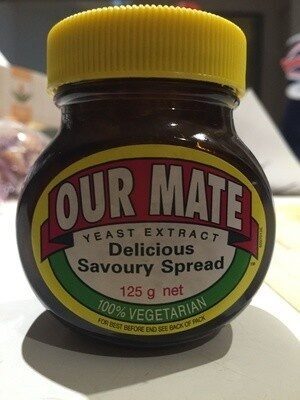 OUR MATE
YEAST EXTRACT
Delicious
Savoury Spread
125 g net
100% VEGETARIAN
FOR BEST BEFORE END SEE BACK OF PACK